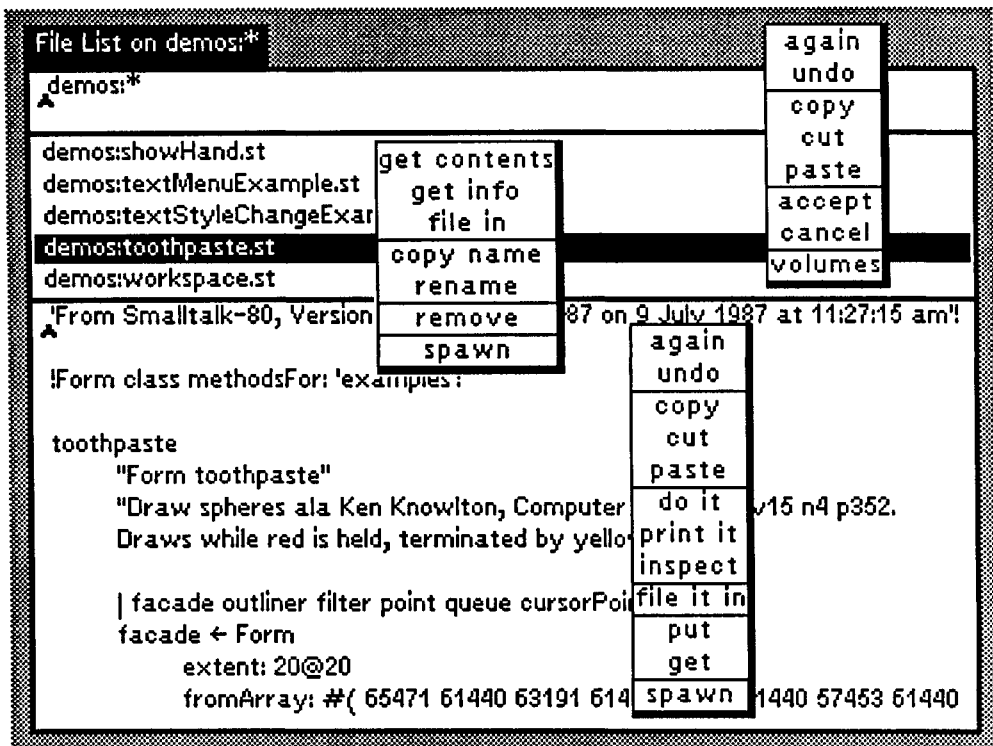 File List on demos:*
demos:*
demos:showHand.st
demos:textMenuExample.st
demos:textStyleChangeExar
demos:toothpaste.st
demos:workspace.st
get contents
get info
file in
copy name
rename
remove
spawn
again
undo
copy
cut
paste
accept
cancel
volumes
'From Smalltalk-80, Version 87 on 9 July 1987 at 11:27:15 am'!
!Form class methodsFor: 'examples'!
toothpaste
"Form toothpaste"
"Draw spheres ala Ken Knowlton, Computer v15 n4 p352.
Draws while red is held, terminated by yello
| facade outliner filter point queue cursorPoi
facade ← Form
extent: 20@20
fromArray: #( 65471 61440 63191 614 1440 57453 61440
again
undo
copy
cut
paste
do it
print it
inspect
file it in
put
get
spawn